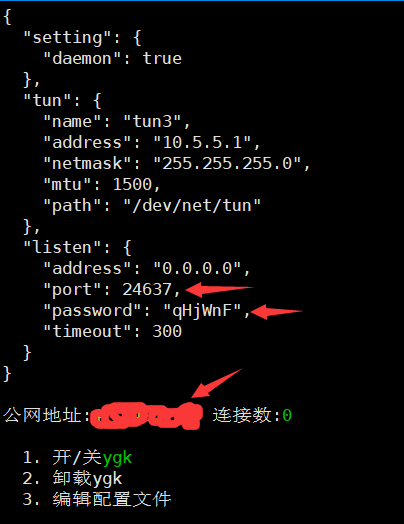 {
"setting": {
"daemon": true
},
"tun": {
"name": "tun3",
"address": "10.5.5.1",
"netmask": "255.255.255.0",
"mtu": 1500,
"path": "/dev/net/tun"
},
"listen": {
"address": "0.0.0.0",
"port": 24637,
"password": "qHjWnF",
"timeout": 300
}
}
公网地址: 连接数:0
1. 开/关ygk
2. 卸载ygk
3. 编辑配置文件